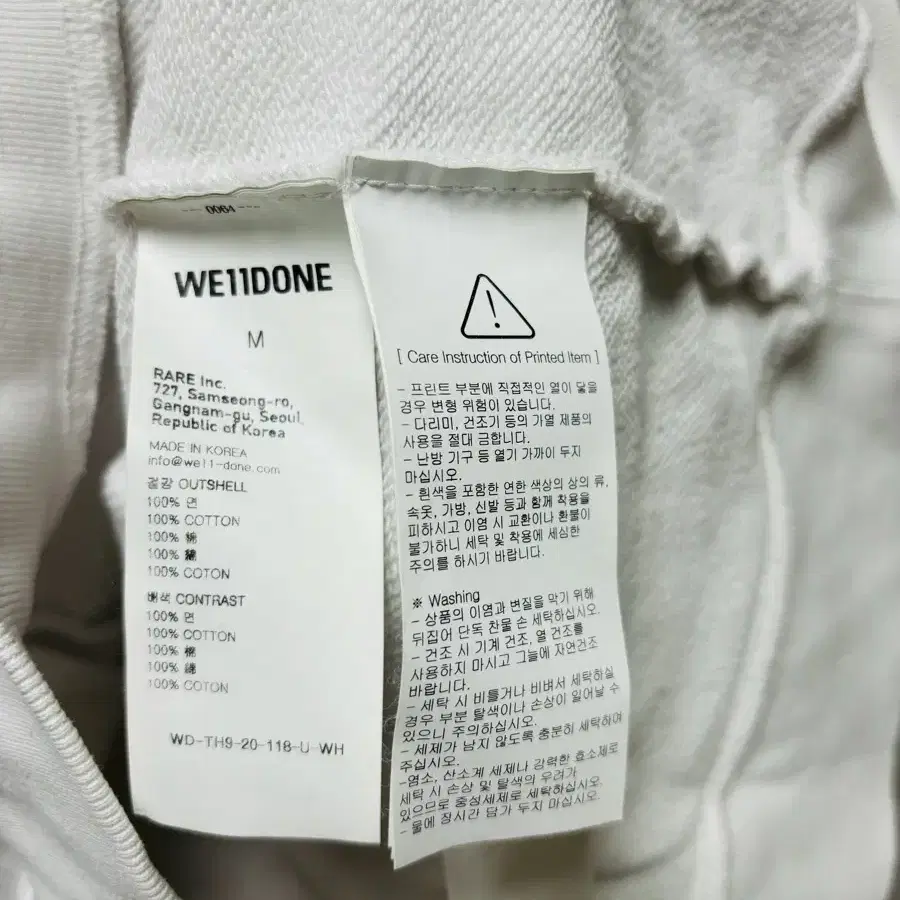 0064
WE11DONE
M
RARE Inc.
727, Samseong-ro,
Gangnam-gu, Seoul,
Republic of Korea
MADE IN KOREA
info@we11-done.com
겉감 OUTSHELL
100% 면
100% COTTON
100% 棉
100% 綿
100% COTON
배색 CONTRAST
100% 면
100% COTTON
100% 棉
100% 綿
100% COTON
WD-TH9-20-118-U-WH
[ Care Instruction of Printed Item ]
- 프린트 부분에 직접적인 열이 닿을
경우 변형 위험이 있습니다.
- 다리미, 건조기 등의 가열 제품의
사용을 절대 금합니다.
- 난방 기구 등 열기 가까이 두지
마십시오.
- 흰색을 포함한 연한 색상의 상의 류,
속옷, 가방, 신발 등과 함께 착용을
피하시고 이염 시 교환이나 환불이
불가하니 세탁 및 착용에 세심한
주의를 하시기 바랍니다.
※ Washing
- 상품의 이염과 변질을 막기 위해
뒤집어 단독 찬물 손 세탁하십시오.
- 건조 시 기계 건조, 열 건조를
사용하지 마시고 그늘에 자연건조
바랍니다.
- 세탁 시 비틀거나 비벼서 세탁하실
경우 부분 탈색이나 손상이 일어날 수
있으니 주의하십시오.
- 세제가 남지 않도록 충분히 세탁하여
주십시오.
-염소, 산소계 세제나 강력한 효소제로
세탁 시 손상 및 탈색의 우려가
있으므로 중성세제로 세탁하십시오.
- 물에 장시간 담가 두지 마십시오.